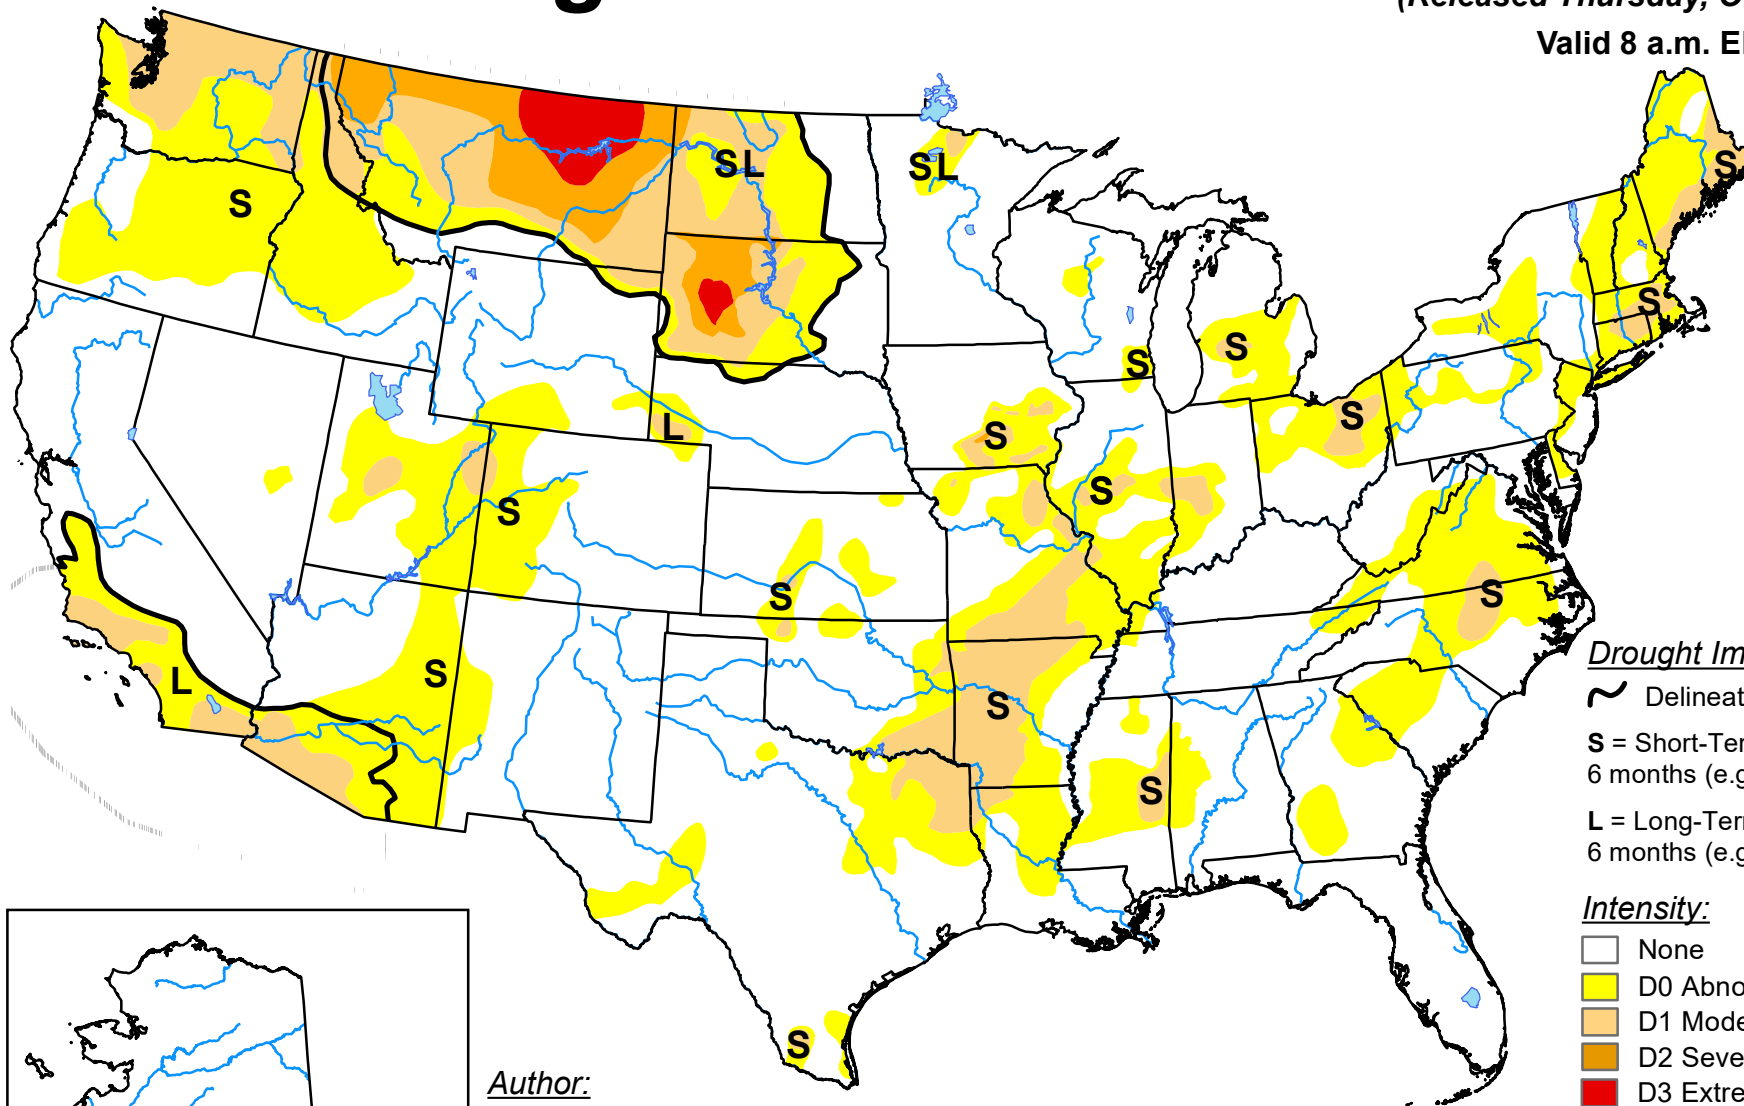 (Released Thursday, O
Valid 8 a.m. E
S
SL
SL
S
S
S
S
L
S
S
S
S
S
S
S
L
S
S
S
S
Drought Im
Delineat
S = Short-Ter
6 months (e.g
L = Long-Ter
6 months (e.g
Intensity:
None
D0 Abno
D1 Mode
D2 Seve
D3 Extre
Author: